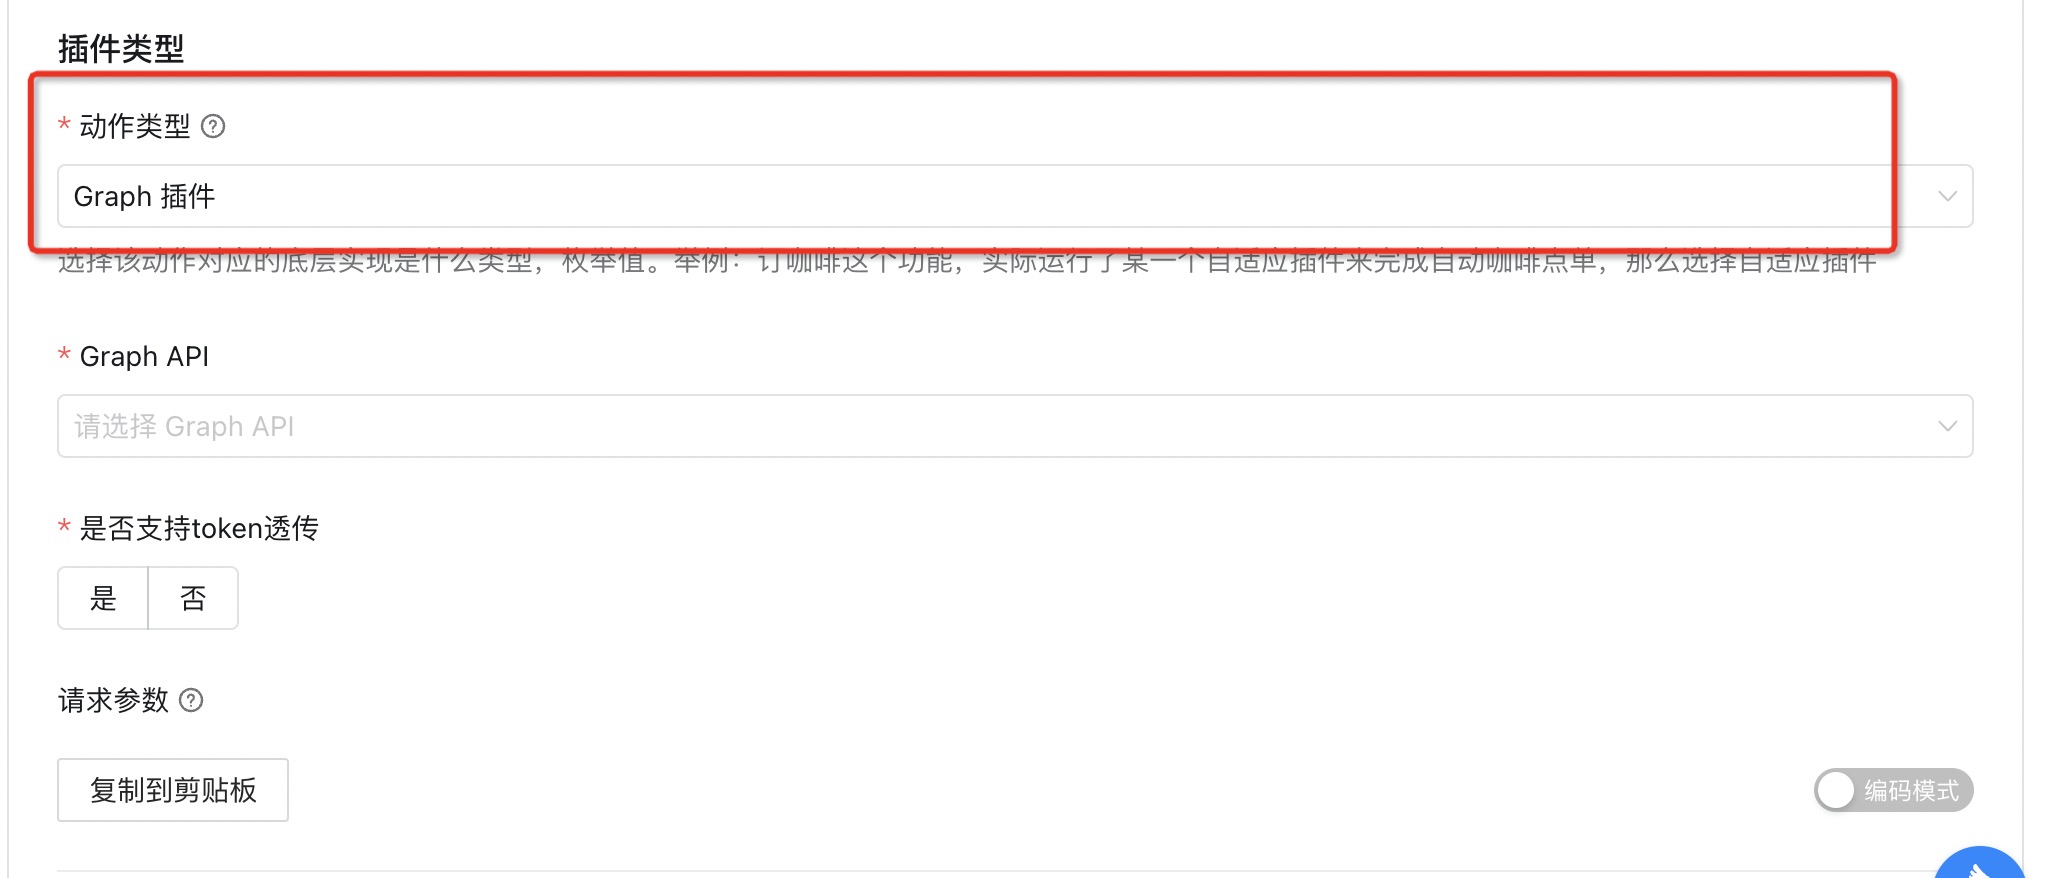 插件类型
* 动作类型
Graph 插件
选择该动作对应的底层实现是什么类型，枚举值。举例：订咖啡这个功能，实际运行了某一个自适应插件来完成自动咖啡点单，那么选择自适应插件
* Graph API
请选择 Graph API
* 是否支持token透传
是 否
请求参数
复制到剪贴板 编码模式